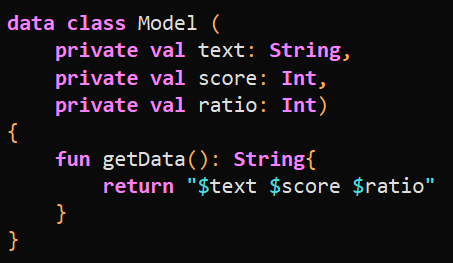 data class Model (
    private val text: String,
    private val score: Int,
    private val ratio: Int)
{
    fun getData(): String{
        return "$text $score $ratio"
    }
}